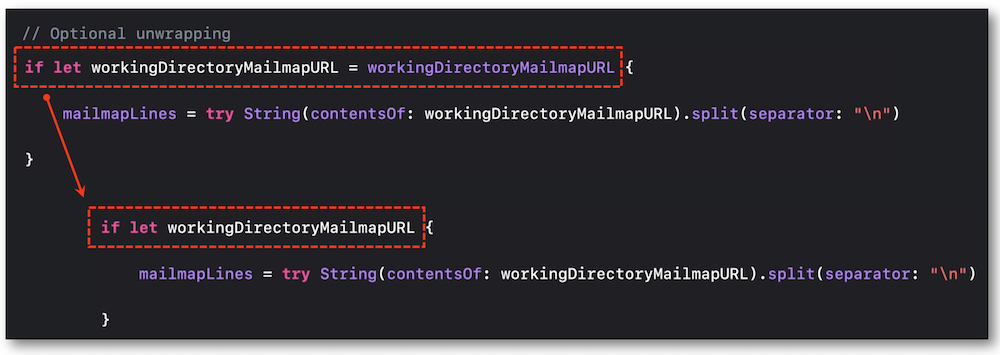 // Optional unwrapping
if let workingDirectoryMailmapURL = workingDirectoryMailmapURL {
mailmapLines = try String(contentsOf: workingDirectoryMailmapURL).split(separator: "\n")
}
if let workingDirectoryMailmapURL {
mailmapLines = try String(contentsOf: workingDirectoryMailmapURL).split(separator: "\n")
}